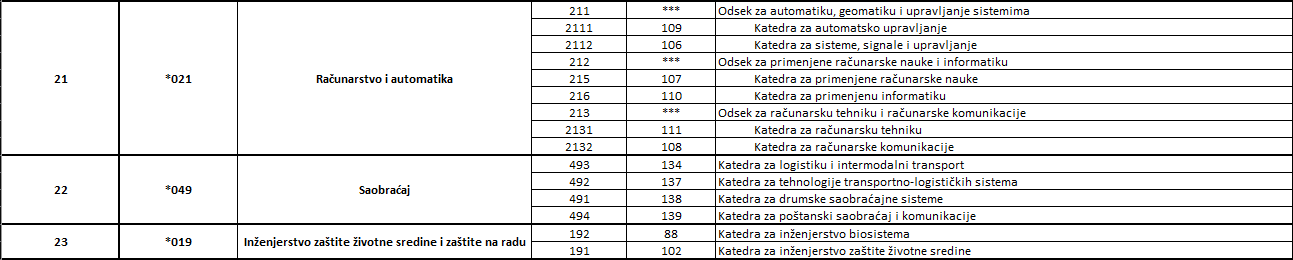 211 *** Odsek za automatiku, geomatiku i upravljanje sistemima
2111 109 Katedra za automatsko upravljanje
2112 106 Katedra za sisteme, signale i upravljanje
212 *** Odsek za primenjene računarske nauke i informatiku
21 *021 Računarstvo i automatika 215 107 Katedra za primenjene računarske nauke
216 110 Katedra za primenjenu informatiku
213 *** Odsek za računarsku tehniku i računarske komunikacije
2131 111 Katedra za računarsku tehniku
2132 108 Katedra za računarske komunikacije
493 134 Katedra za logistiku i intermodalni transport
22 *049 Saobraćaj 492 137 Katedra za tehnologije transportno-logističkih sistema
491 138 Katedra za drumske saobraćajne sisteme
494 139 Katedra za poštanski saobraćaj i komunikacije
23 *019 Inženjerstvo zaštite životne sredine i zaštite na radu 192 88 Katedra za inženjerstvo biosistema
191 102 Katedra za inženjerstvo zaštite životne sredine